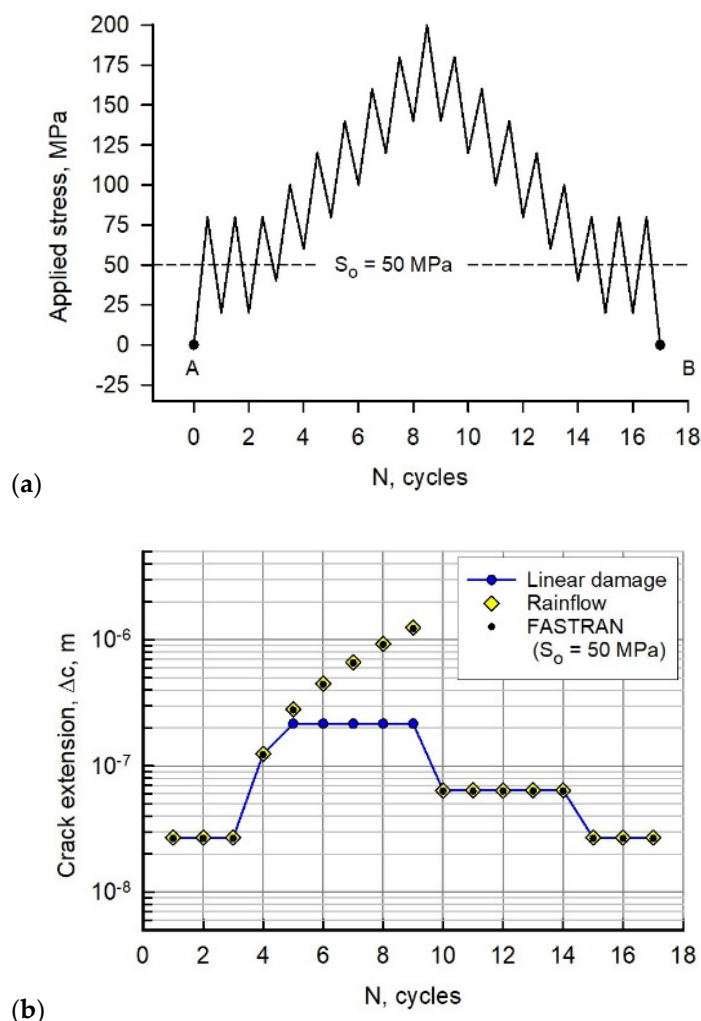 200
175
150
125
100
75
50
25
0
-25
Applied stress, MPa
S₀ = 50 MPa
A
B
0 2 4 6 8 10 12 14 16 18
N, cycles
(a)
Linear damage
Rainflow
FASTRAN
(S₀ = 50 MPa)
10⁻⁶
10⁻⁷
10⁻⁸
Crack extension, Δc, m
0 2 4 6 8 10 12 14 16 18
N, cycles
(b)